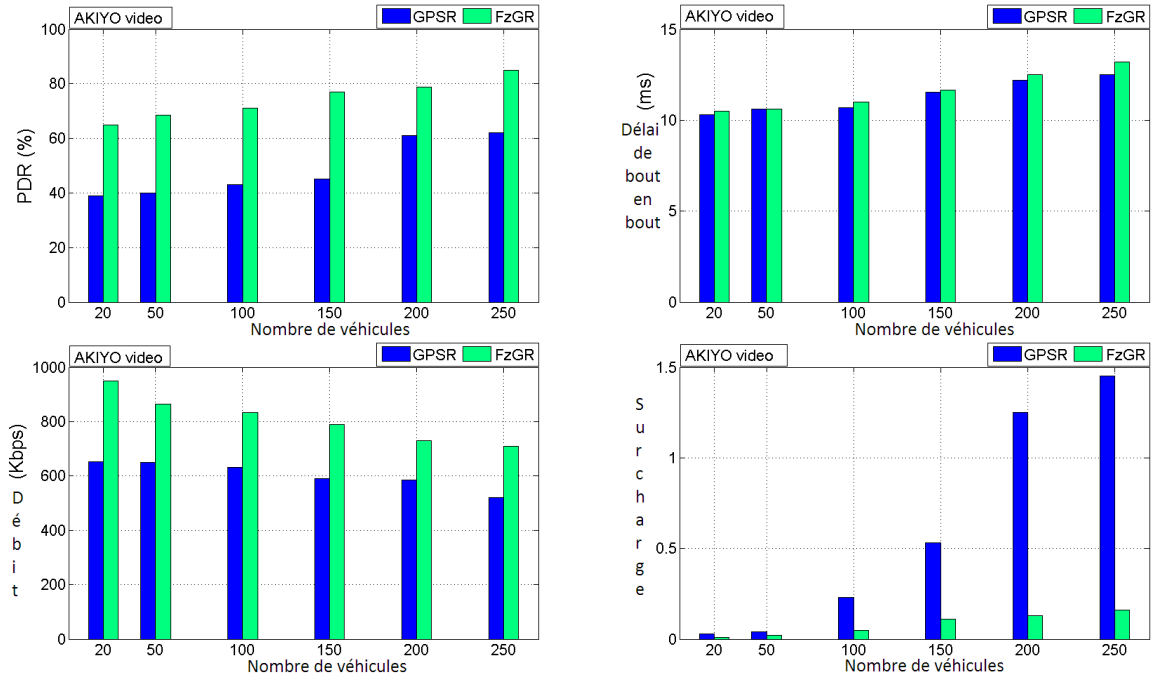 AKIYO video
GPSR FzGR
PDR (%)
100
80
60
40
20
0
20 50 100 150 200 250
Nombre de véhicules
AKIYO video
GPSR FzGR
(ms)
Délai
de
bout
en
bout
15
10
5
0
20 50 100 150 200 250
Nombre de véhicules
AKIYO video
GPSR FzGR
Débit (Kbps)
1000
800
600
400
200
0
20 50 100 150 200 250
Nombre de véhicules
AKIYO video
GPSR FzGR
Surcharge
1.5
1
0.5
0
20 50 100 150 200 250
Nombre de véhicules